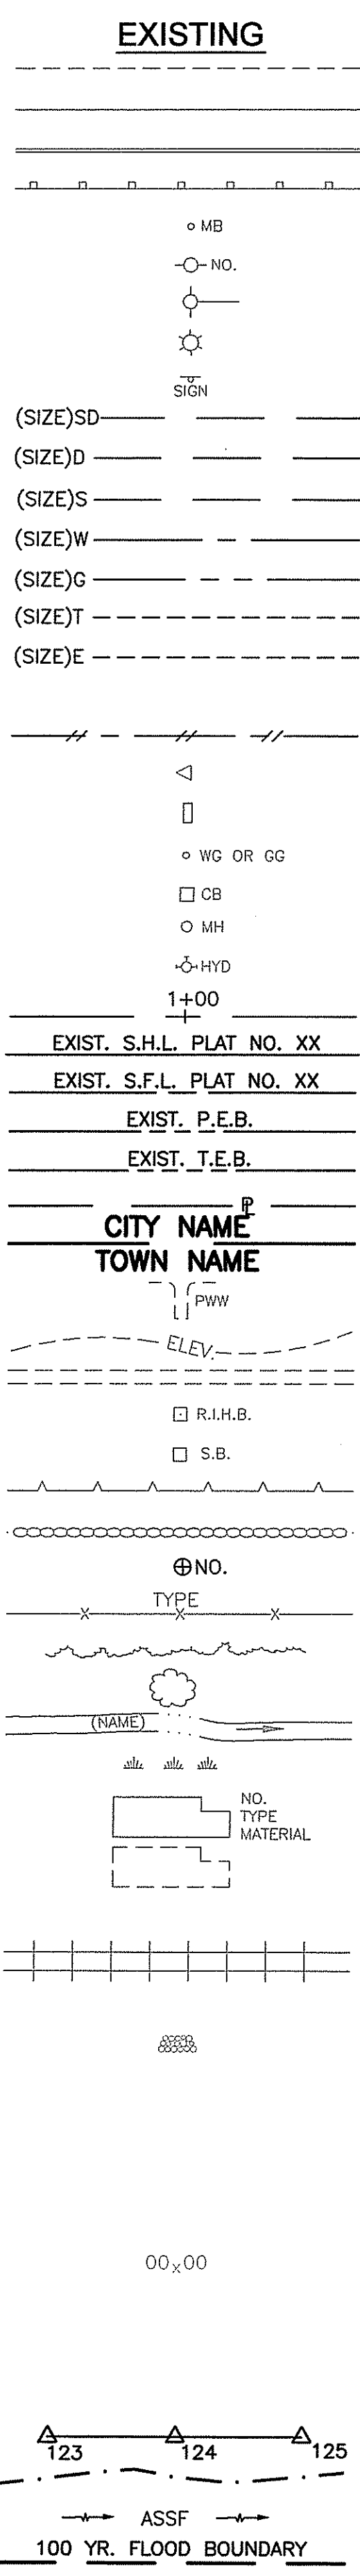 EXISTING
MB
NO.
SIGN
(SIZE)SD
(SIZE)D
(SIZE)S
(SIZE)W
(SIZE)G
(SIZE)T
(SIZE)E
WG OR GG
CB
MH
HYD
1+00
EXIST. S.H.L. PLAT NO. XX
EXIST. S.F.L. PLAT NO. XX
EXIST. P.E.B.
EXIST. T.E.B.
PL
CITY NAME
TOWN NAME
PWW
ELEV.
R.I.H.B.
S.B.
NO.
TYPE
X X X
(NAME)
NO.
TYPE
MATERIAL
00x00
123 124 125
ASSF
100 YR. FLOOD BOUNDARY